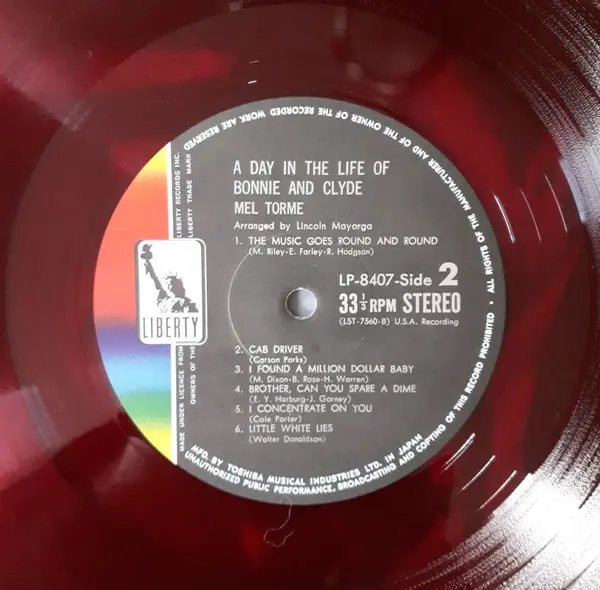 A DAY IN THE LIFE OF
BONNIE AND CLYDE
MEL TORME
Arranged by Lincoln Mayorga
1. THE MUSIC GOES ROUND AND ROUND
(M. Riley-E. Farley-R. Hodgson)
LP-8407-Side 2
33 1/3 RPM STEREO
(LST-7560-B) U.S.A. Recording
2. CAB DRIVER
(Carson Parks)
3. I FOUND A MILLION DOLLAR BABY
(M. Dixon-B. Rose-H. Warren)
4. BROTHER, CAN YOU SPARE A DIME
(E. Y. Harburg-J. Gorney)
5. I CONCENTRATE ON YOU
(Cole Porter)
6. LITTLE WHITE LIES
(Walter Donaldson)
LIBERTY
MADE UNDER LICENCE FROM LIBERTY RECORDS INC.
OWNERS OF THE LIBERTY TRADE MARK
MFD. BY TOSHIBA MUSICAL INDUSTRIES LTD. IN JAPAN
ALL RIGHTS OF THE MANUFACTURER AND OF THE OWNER OF THE RECORDED WORK ARE RESERVED
UNAUTHORIZED PUBLIC PERFORMANCE, BROADCASTING AND COPYING OF THIS RECORD PROHIBITED •